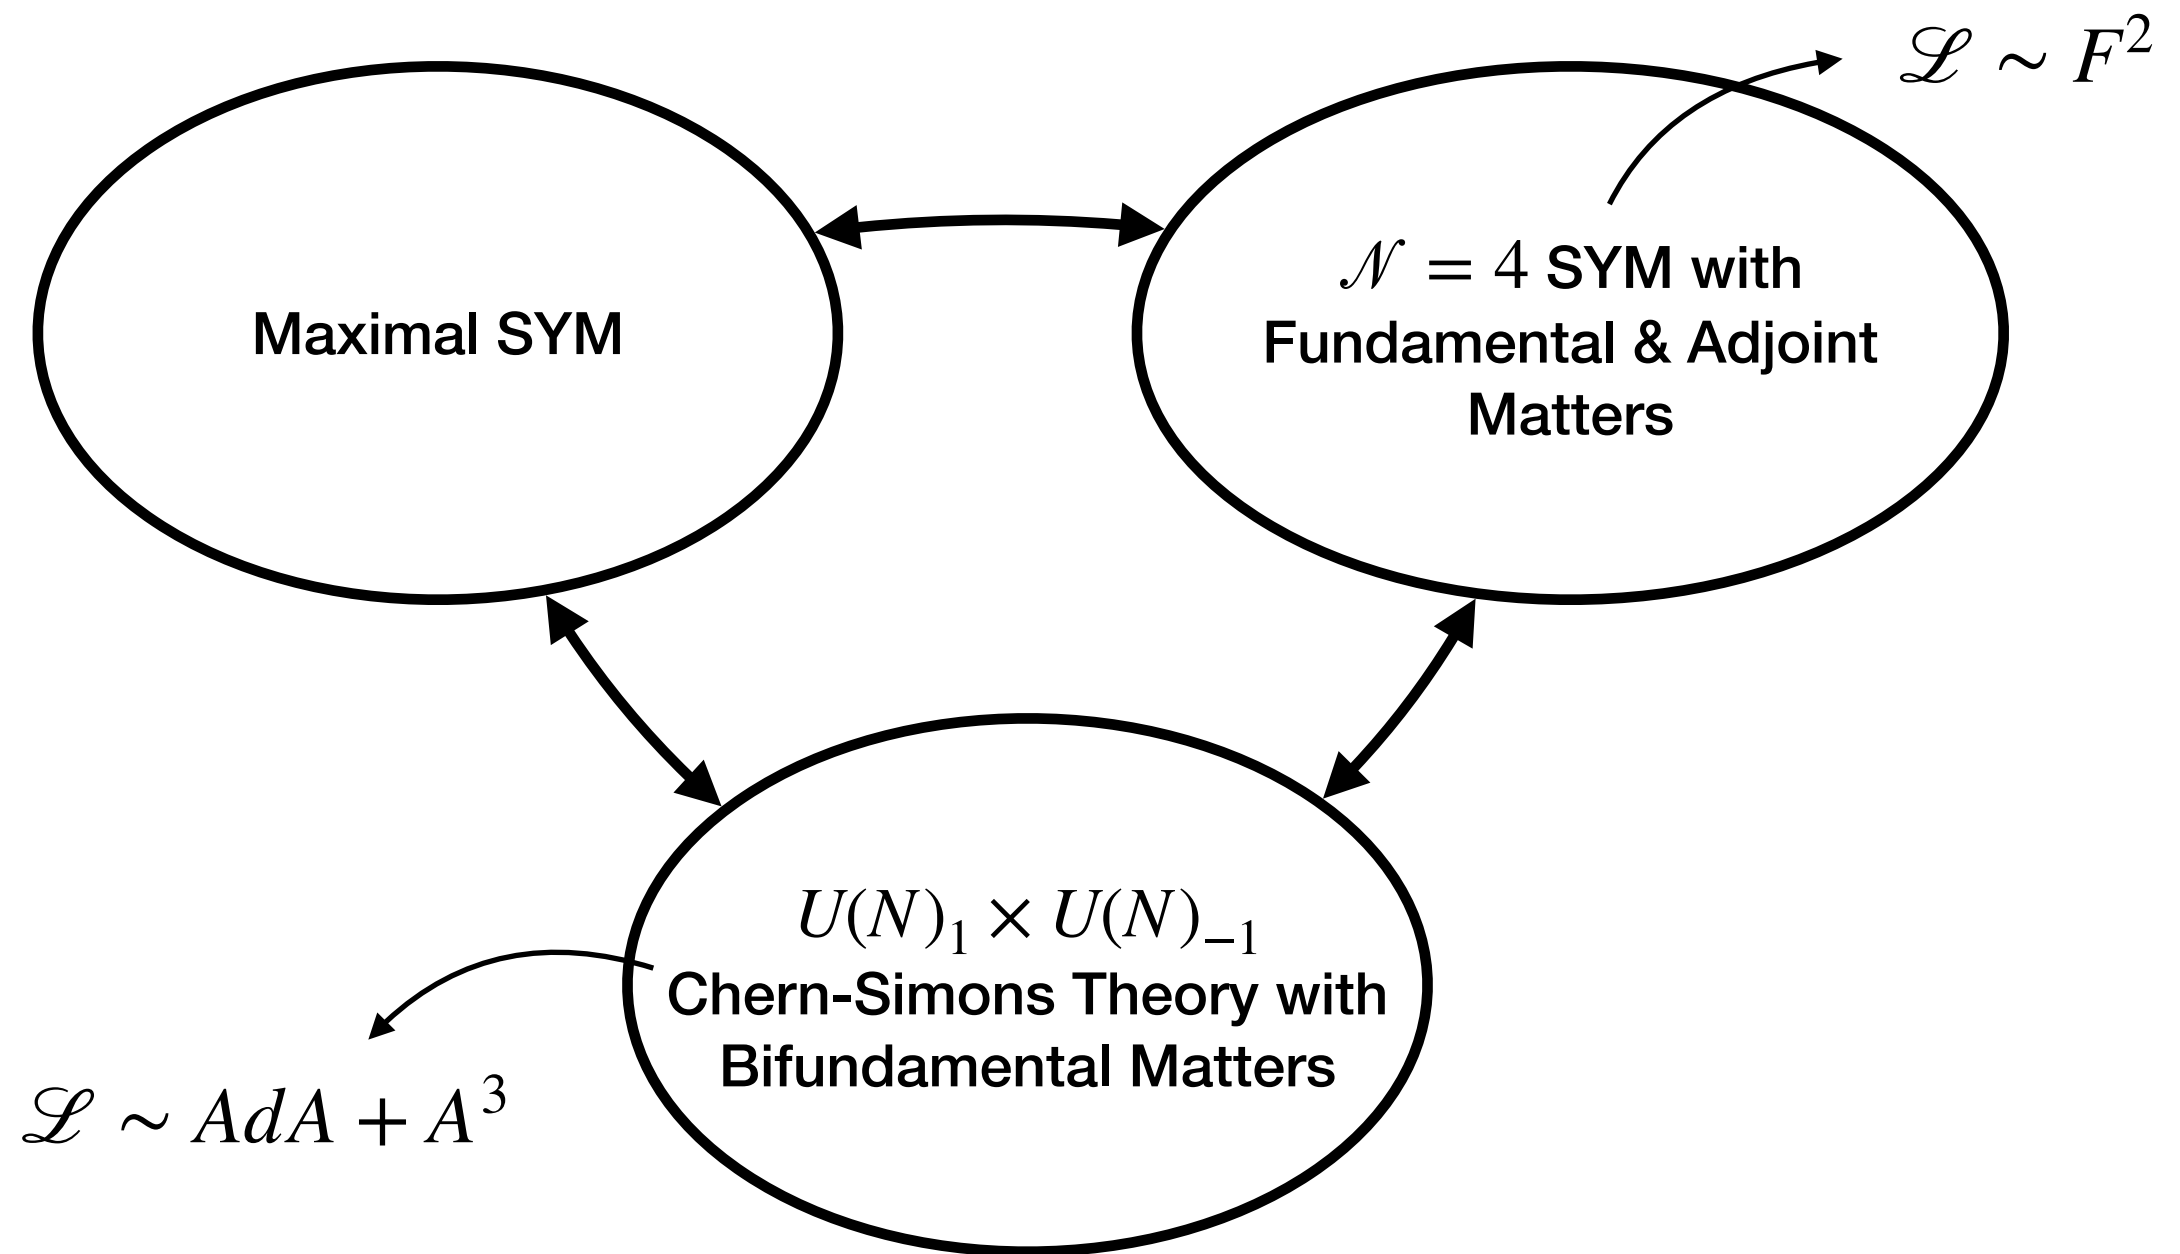 ℒ ∼ F²
Maximal SYM
𝒩 = 4 SYM with
Fundamental & Adjoint
Matters
U(N)₁ × U(N)₋₁
Chern-Simons Theory with
Bifundamental Matters
ℒ ∼ AdA + A³